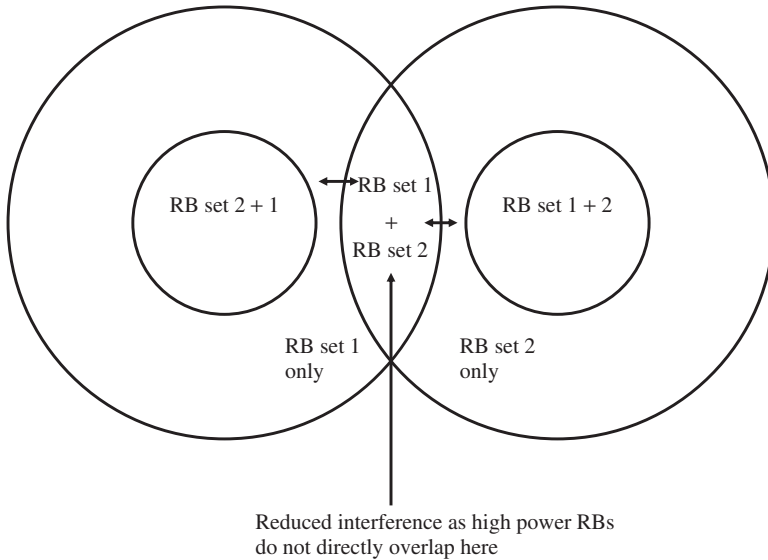 RB set 2 + 1
RB set 1
+
RB set 2
RB set 1 + 2
RB set 1
only
RB set 2
only
Reduced interference as high power RBs
do not directly overlap here